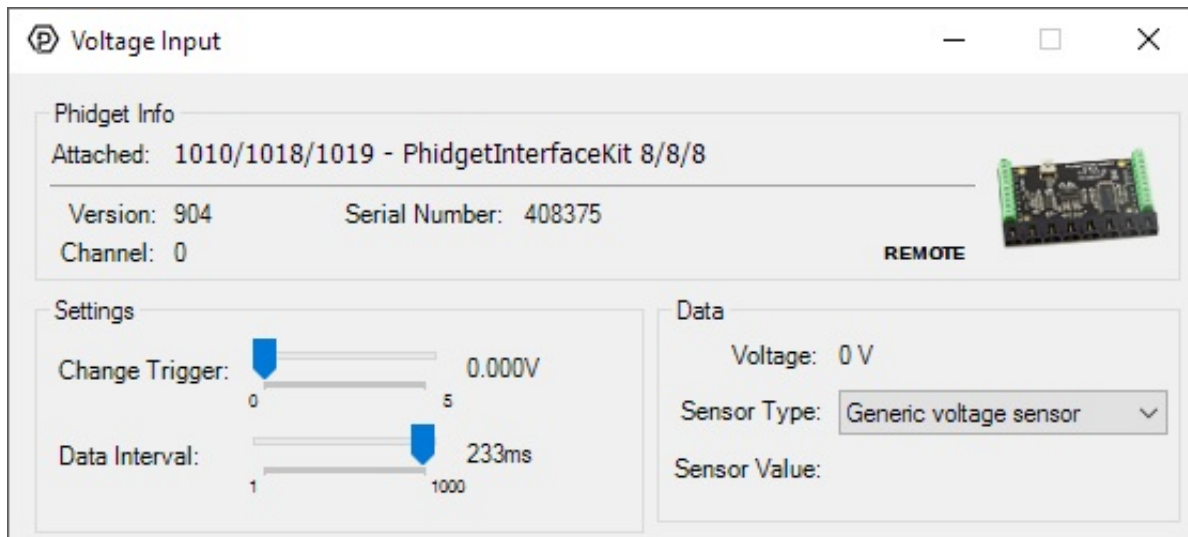 Voltage Input
Phidget Info
Attached: 1010/1018/1019 - PhidgetInterfaceKit 8/8/8
Version: 904 Serial Number: 408375
Channel: 0
REMOTE
Settings
Change Trigger: 0.000V
0 5
Data Interval: 233ms
1 1000
Data
Voltage: 0 V
Sensor Type: Generic voltage sensor
Sensor Value: